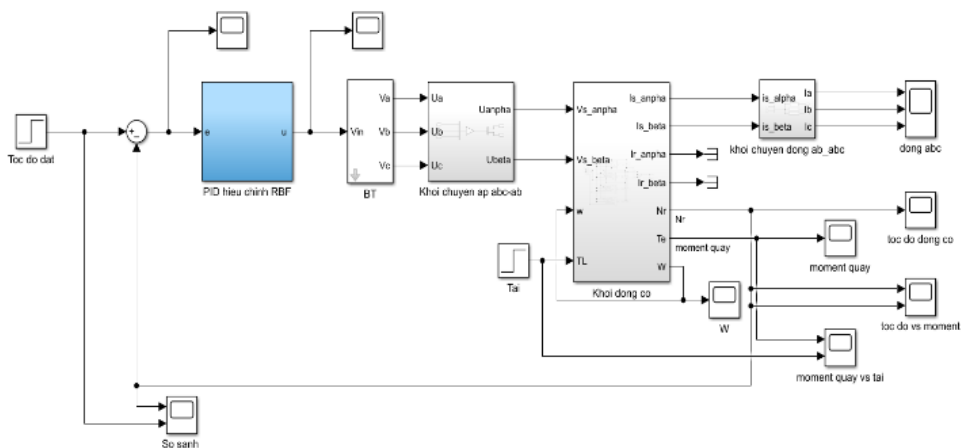 Toc do dat
+
−
e
u
PID hieu chinh RBF
Vin
Va
Vb
Vc
BT
Ua
Ub
Uc
Uanpha
Ubeta
Khoi chuyen ap abc-ab
Vs_anpha
Vs_beta
w
TL
Is_anpha
Is_beta
Ir_anpha
Ir_beta
Nr
Te
W
Khoi dong co
Nr
moment quay
Tai
is_alpha
is_beta
Ia
Ib
Ic
khoi chuyen dong ab_abc
dong abc
toc do dong co
moment quay
W
toc do vs moment
moment quay vs tai
So sanh